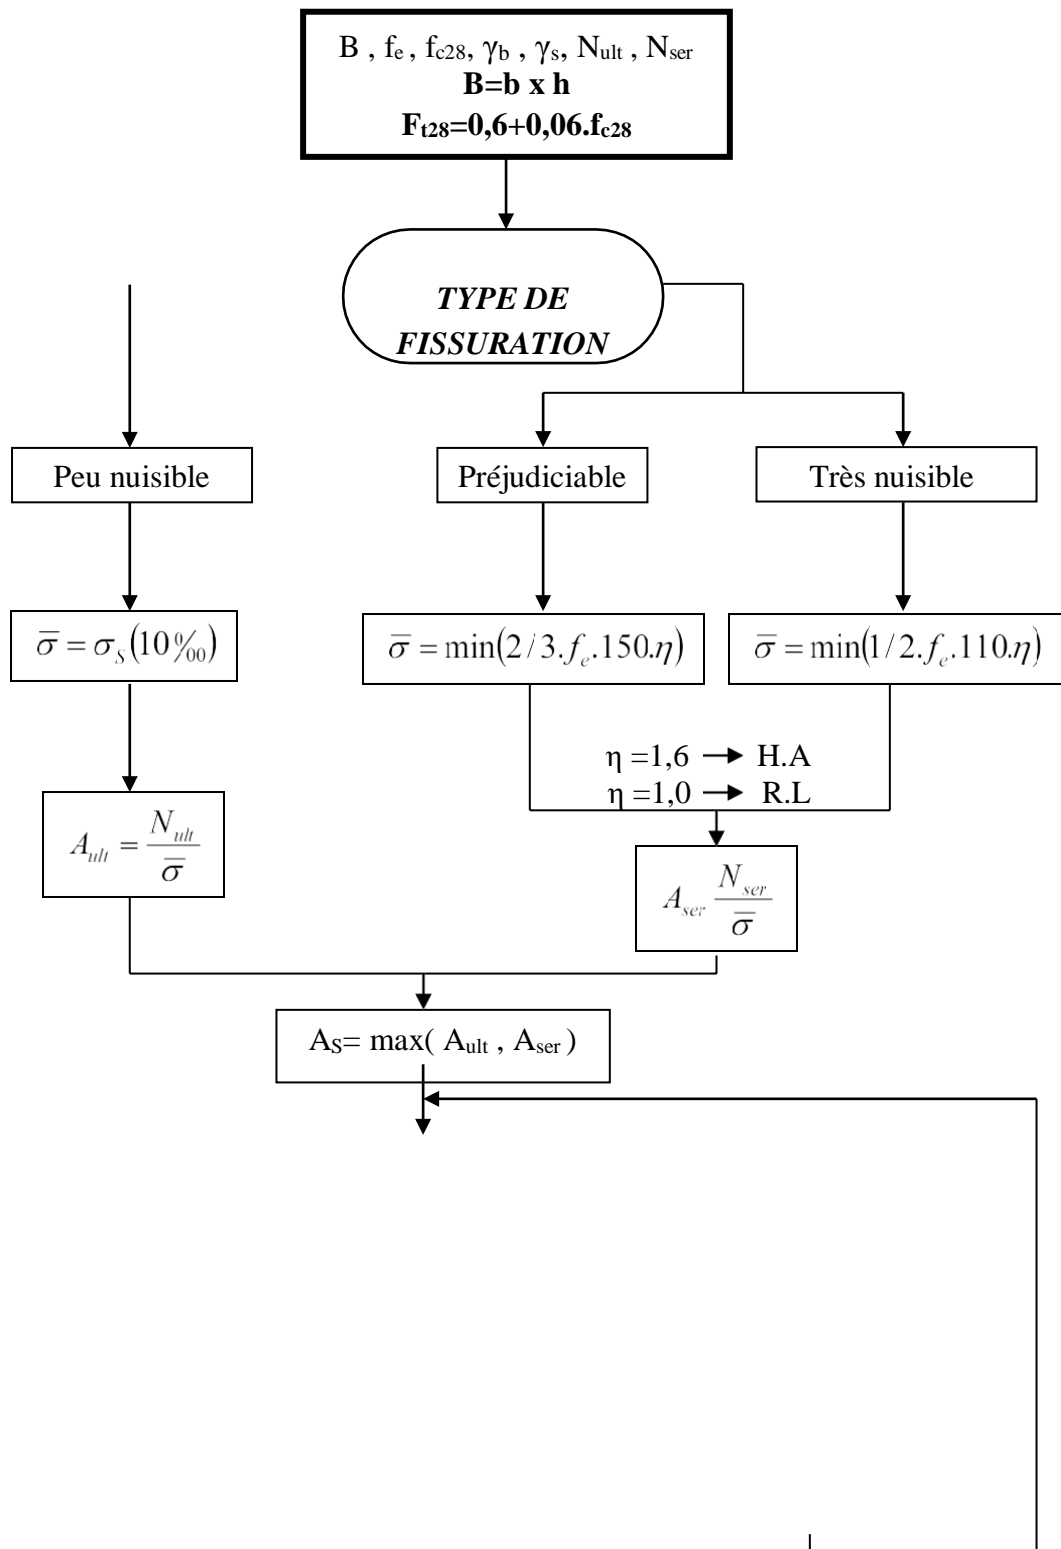 B , fe , fc28, γb , γs, Nult , Nser
B=b x h
Ft28=0,6+0,06.fc28
TYPE DE
FISSURATION
Peu nuisible
Préjudiciable
Très nuisible
σ̅ = σS(10‰)
σ̅ = min(2/3.fe.150.η)
σ̅ = min(1/2.fe.110.η)
η =1,6 → H.A
η =1,0 → R.L
Ault = Nult / σ̅
Aser Nser / σ̅
AS= max( Ault , Aser )